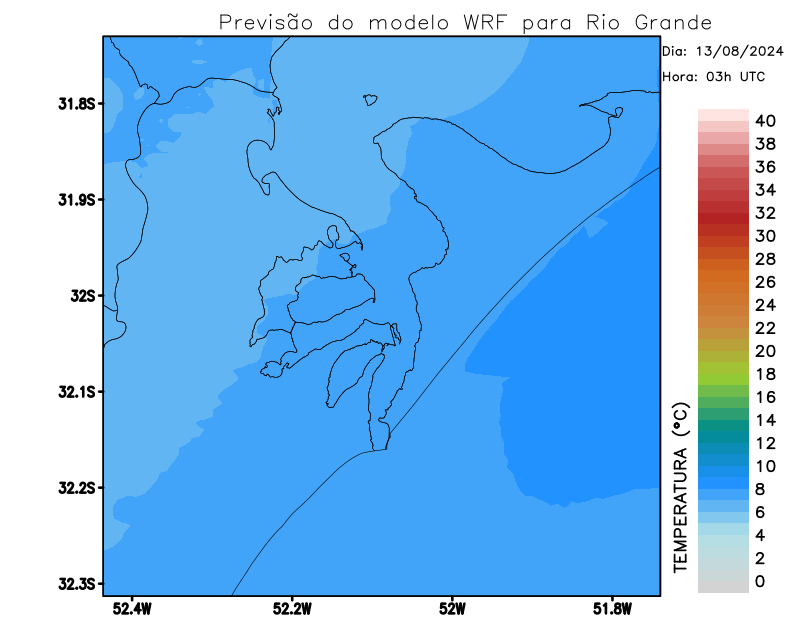 Previsão do modelo WRF para Rio Grande
Dia: 13/08/2024
Hora: 03h UTC
31.8S
31.9S
32S
32.1S
32.2S
32.3S
52.4W
52.2W
52W
51.8W
TEMPERATURA (°C)
40
38
36
34
32
30
28
26
24
22
20
18
16
14
12
10
8
6
4
2
0